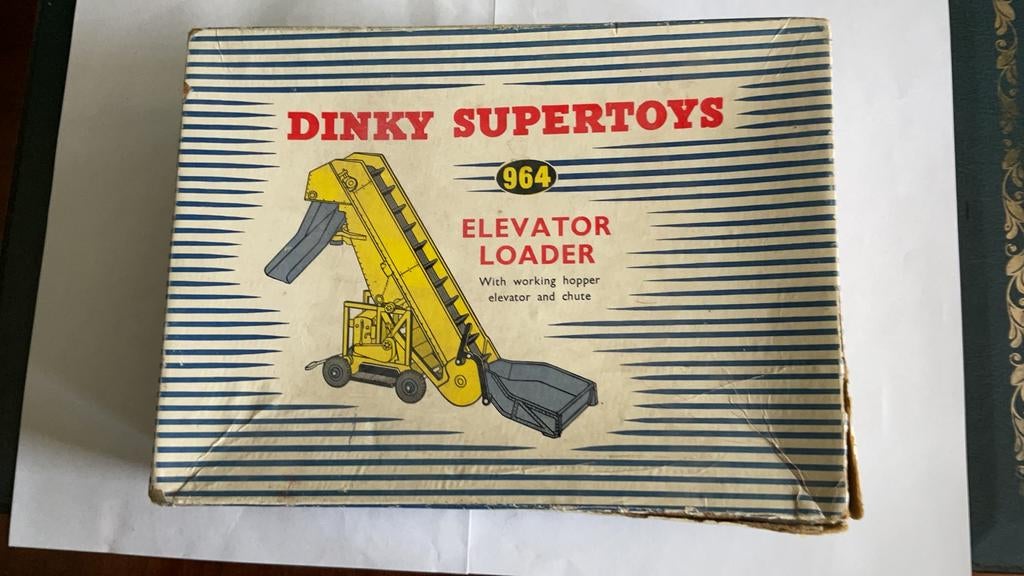 DINKY SUPERTOYS
964
ELEVATOR
LOADER
With working hopper
elevator and chute